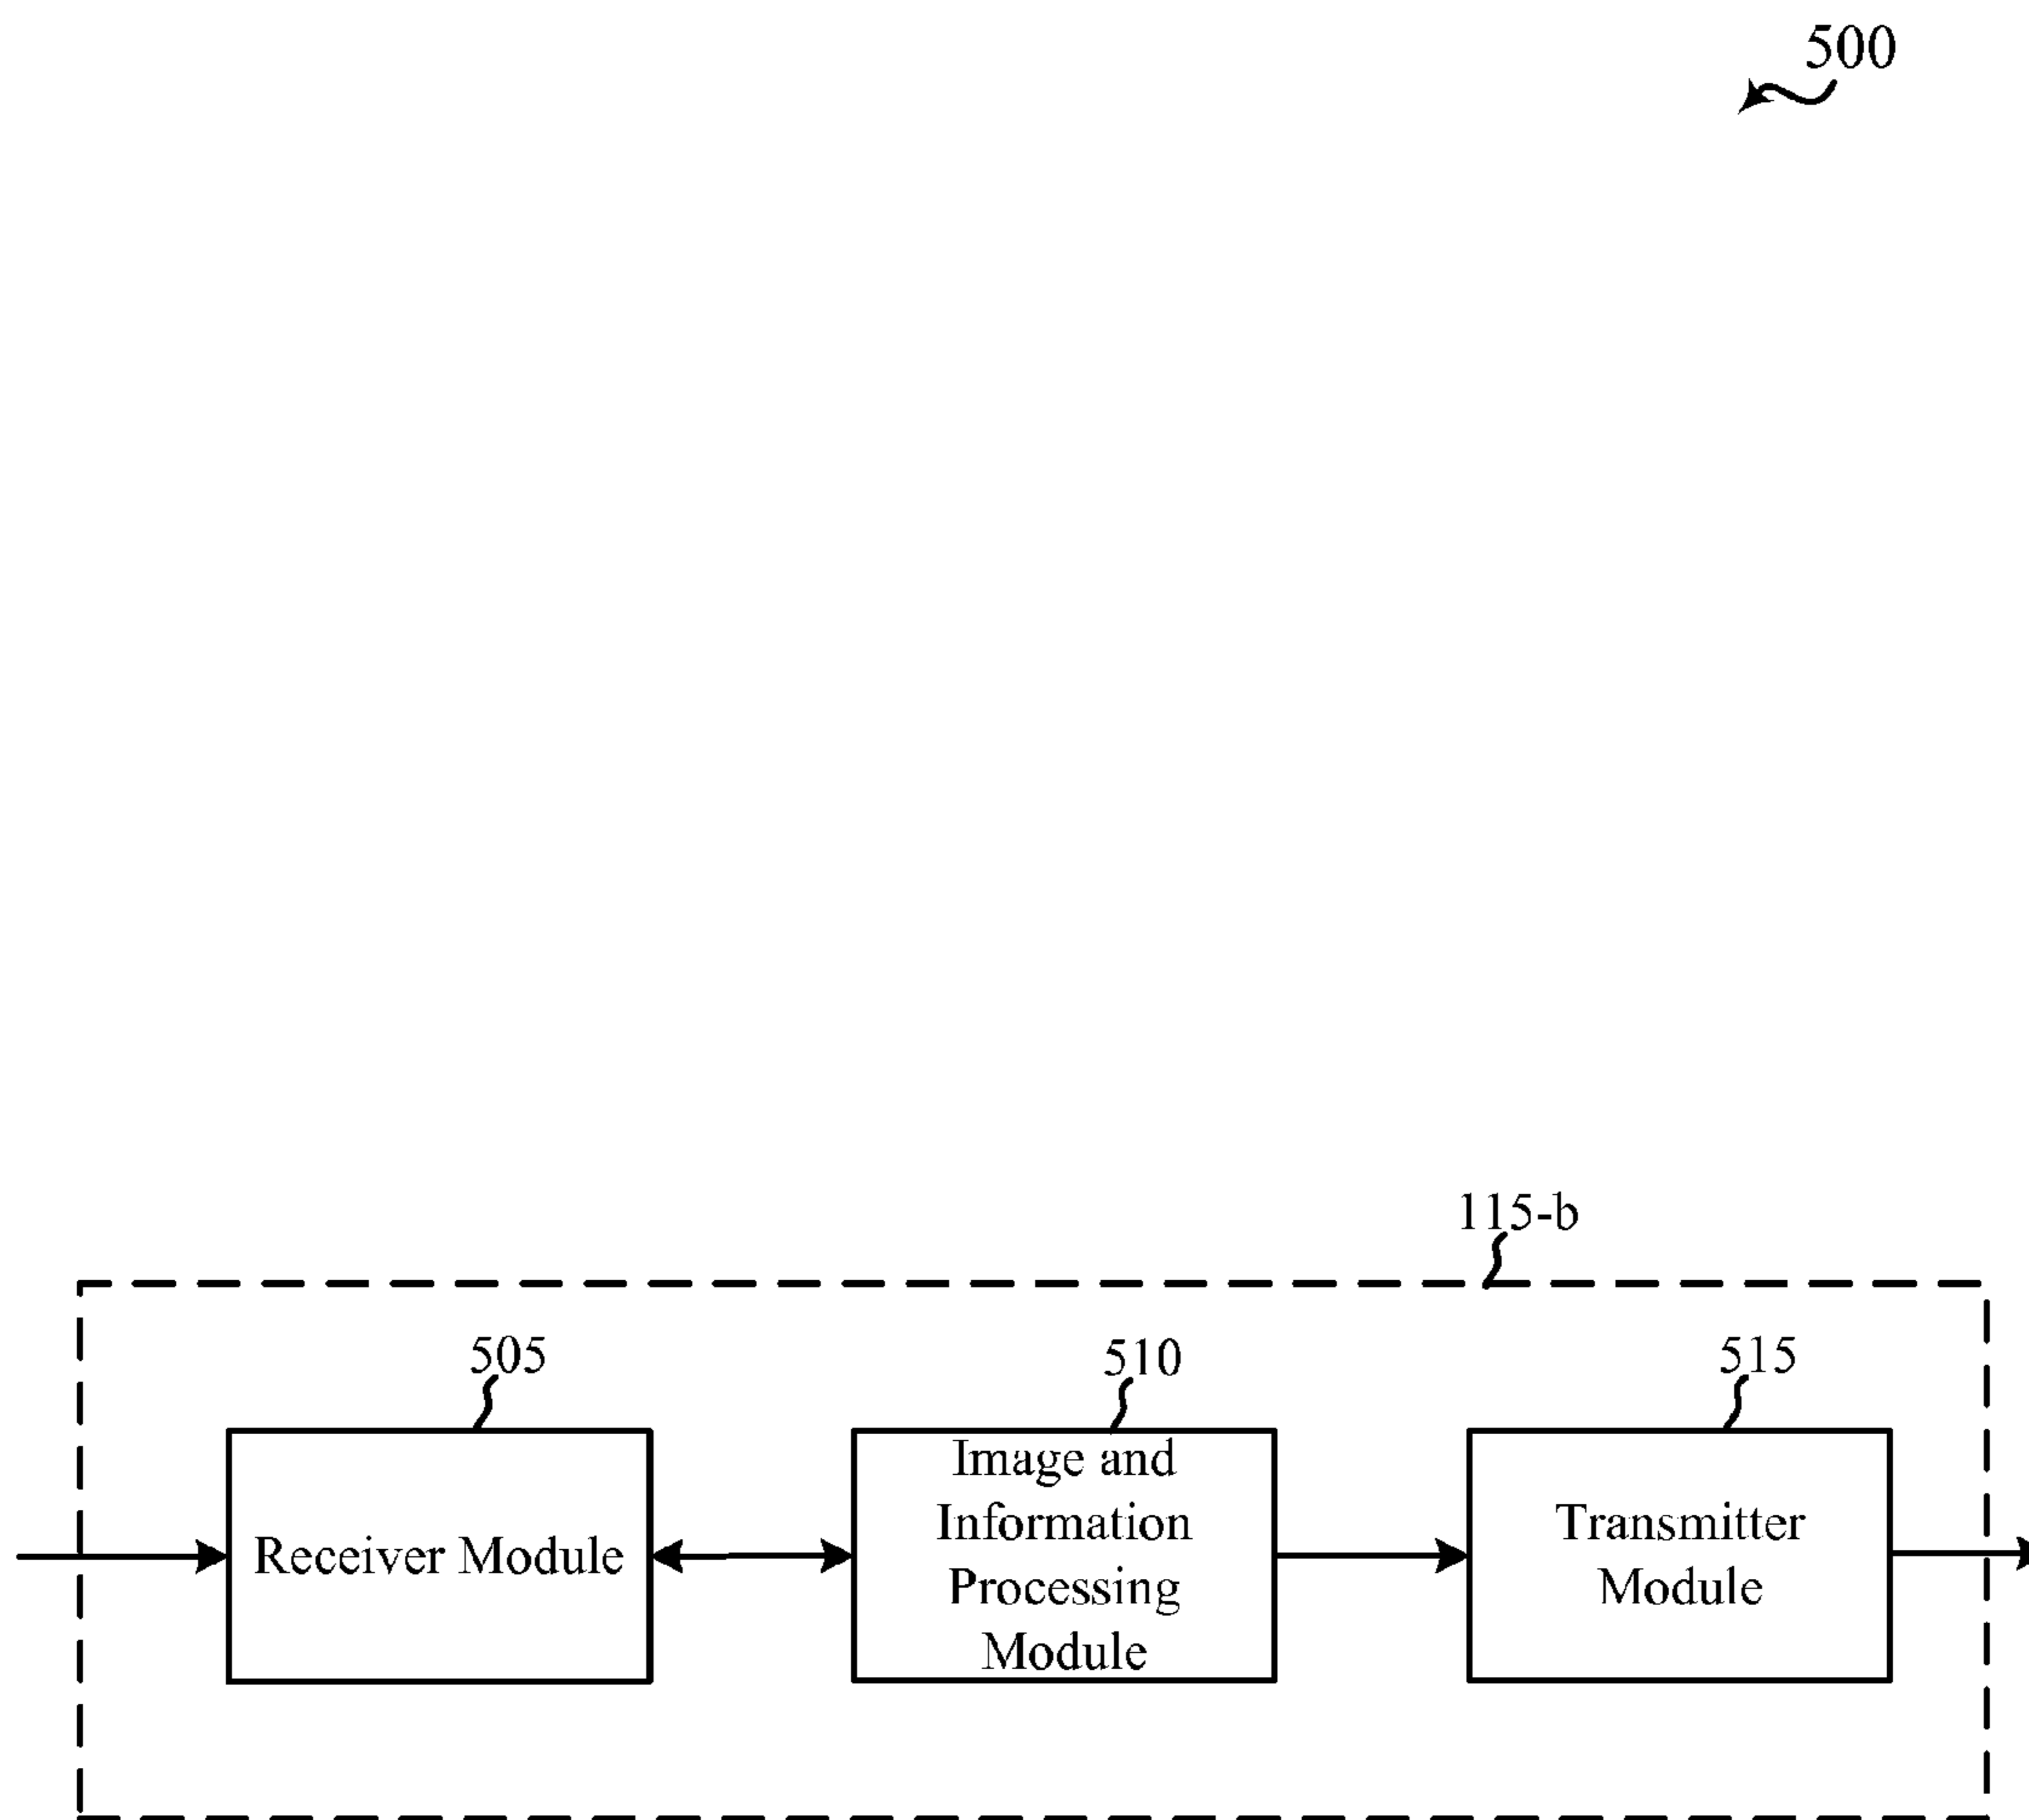 500
115-b
505
510
515
Receiver Module
Image and
Information
Processing
Module
Transmitter
Module